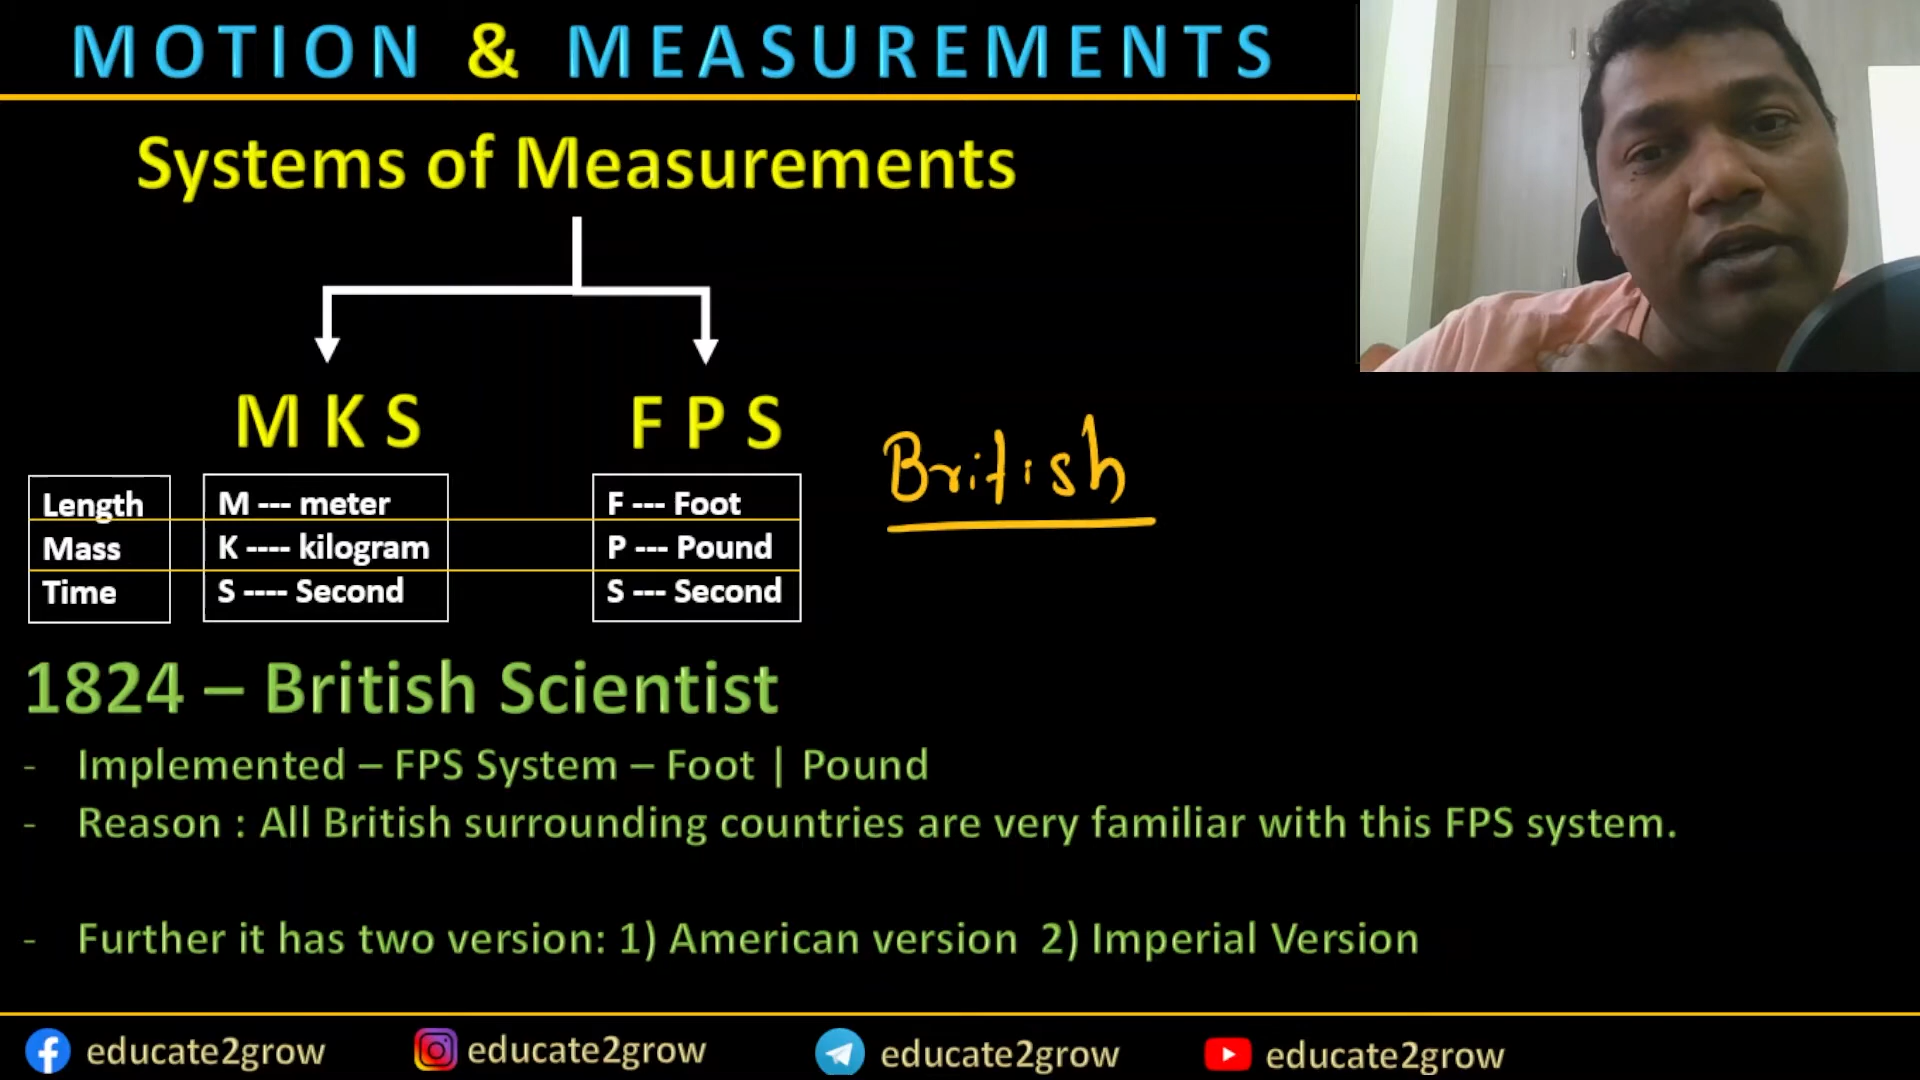 MOTION & MEASUREMENTS
Systems of Measurements
MKS FPS
British
Length M --- meter F --- Foot
Mass K ---- kilogram P --- Pound
Time S ---- Second S --- Second
1824 – British Scientist
- Implemented – FPS System – Foot | Pound
- Reason : All British surrounding countries are very familiar with this FPS system.
- Further it has two version: 1) American version 2) Imperial Version
educate2grow educate2grow educate2grow educate2grow